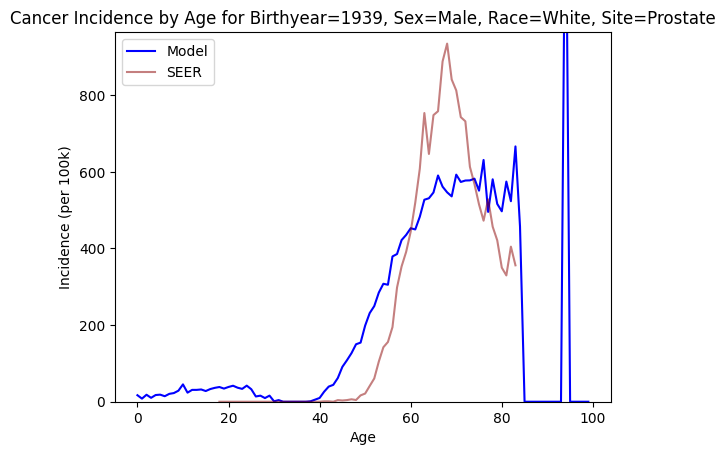 Cancer Incidence by Age for Birthyear=1939, Sex=Male, Race=White, Site=Prostate
Model
SEER
Incidence (per 100k)
800
600
400
200
0
0 20 40 60 80 100
Age